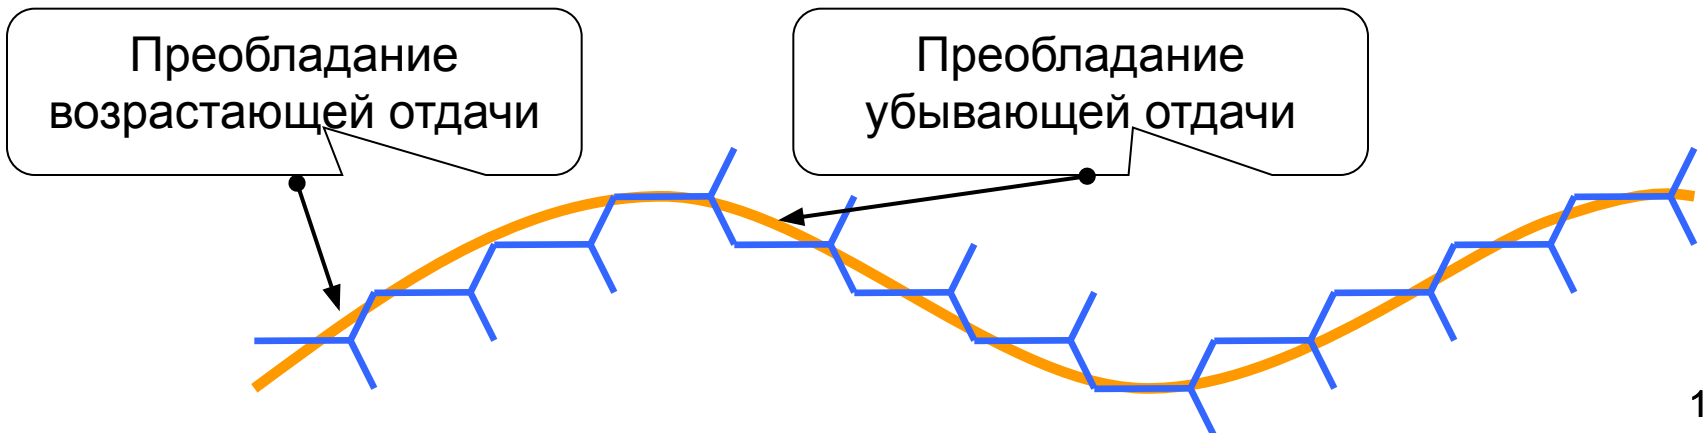 Преобладание
возрастающей отдачи
Преобладание
убывающей отдачи
1